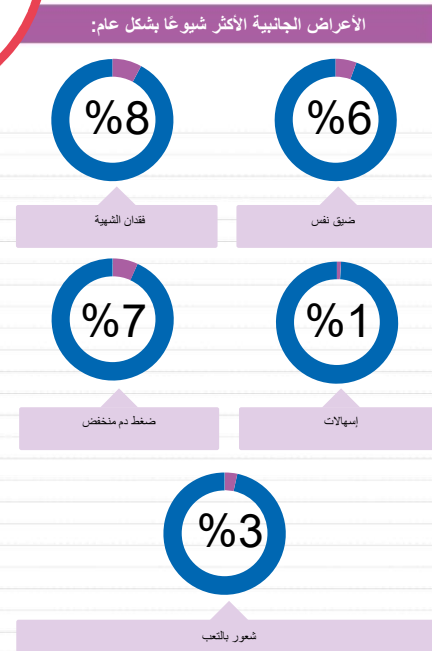 الأعراض الجانبية الأكثر شيوعًا بشكل عام:
%6
ضيق نفس
%8
فقدان الشهية
%1
إسهالات
%7
ضغط دم منخفض
%3
شعور بالتعب